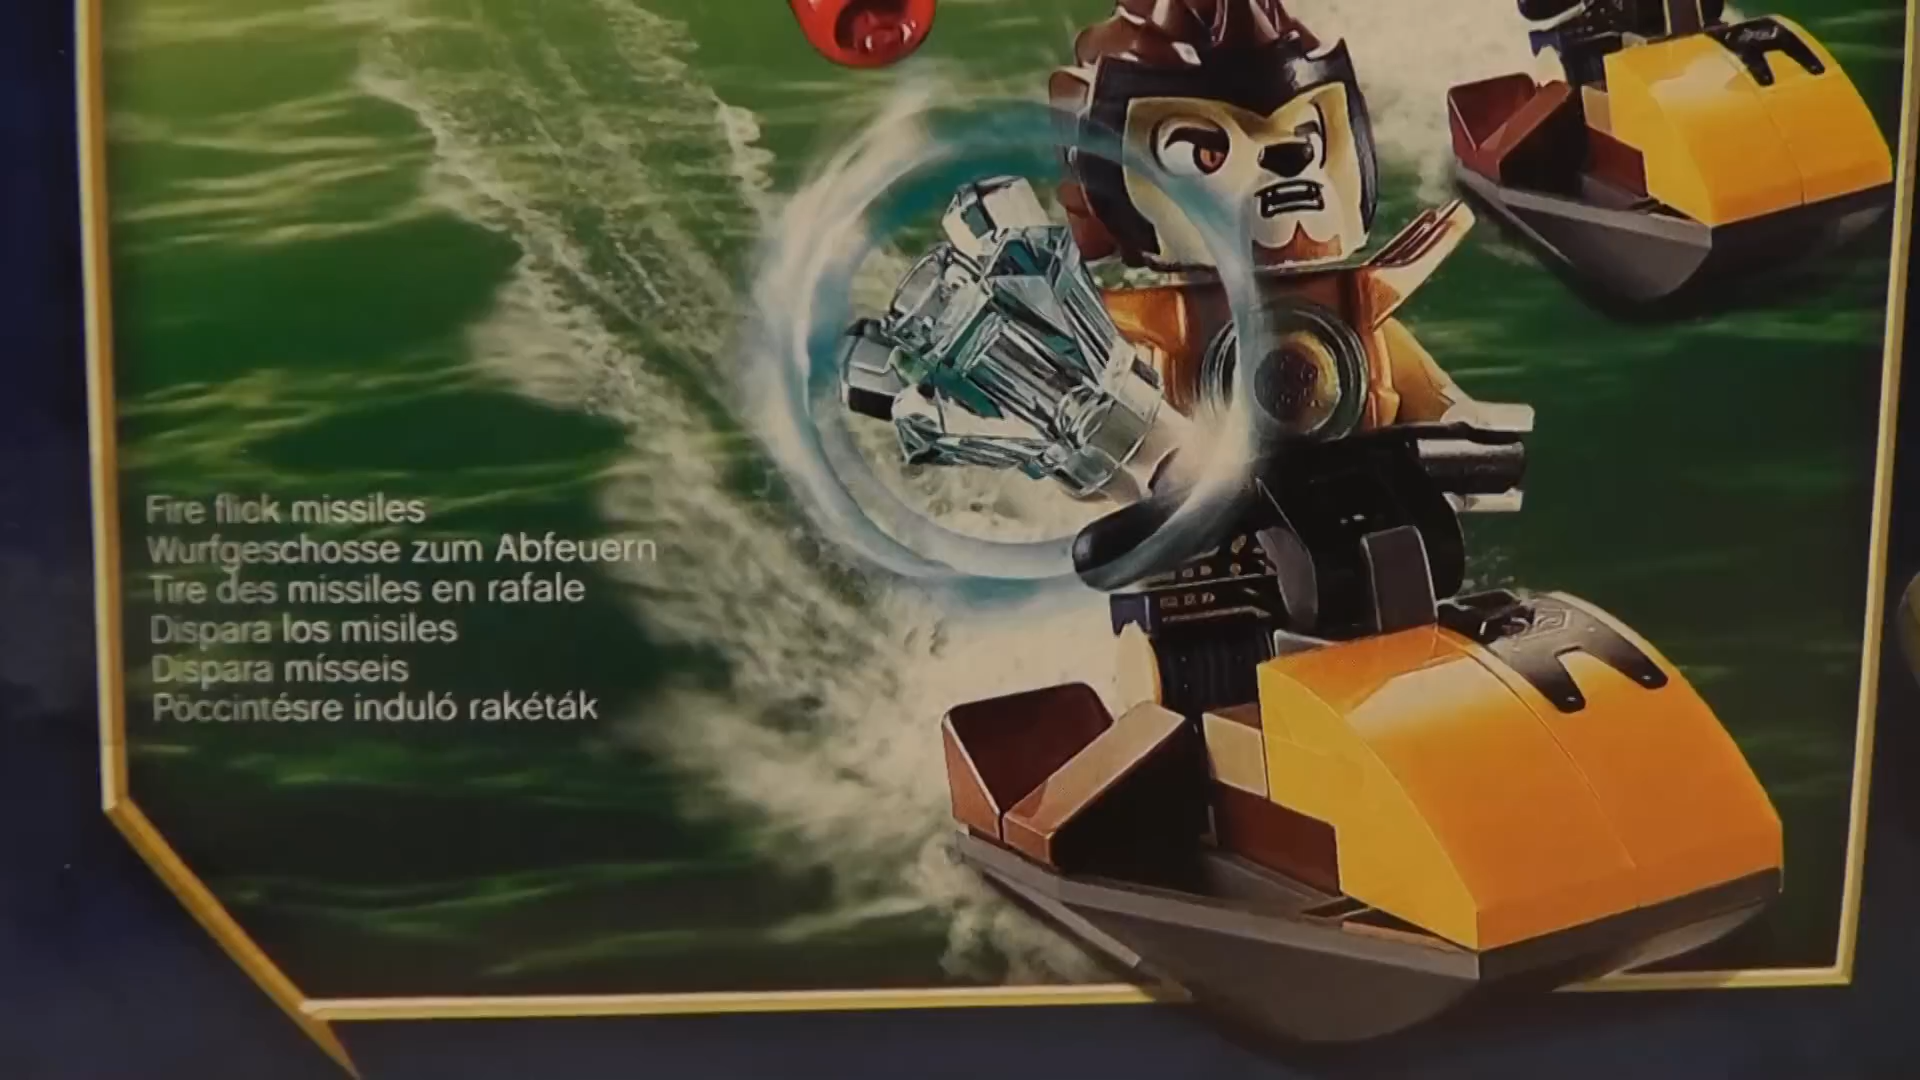 Fire flick missiles
Wurfgeschosse zum Abfeuern
Tire des missiles en rafale
Dispara los misiles
Dispara mísseis
Pöccintésre induló rakéták